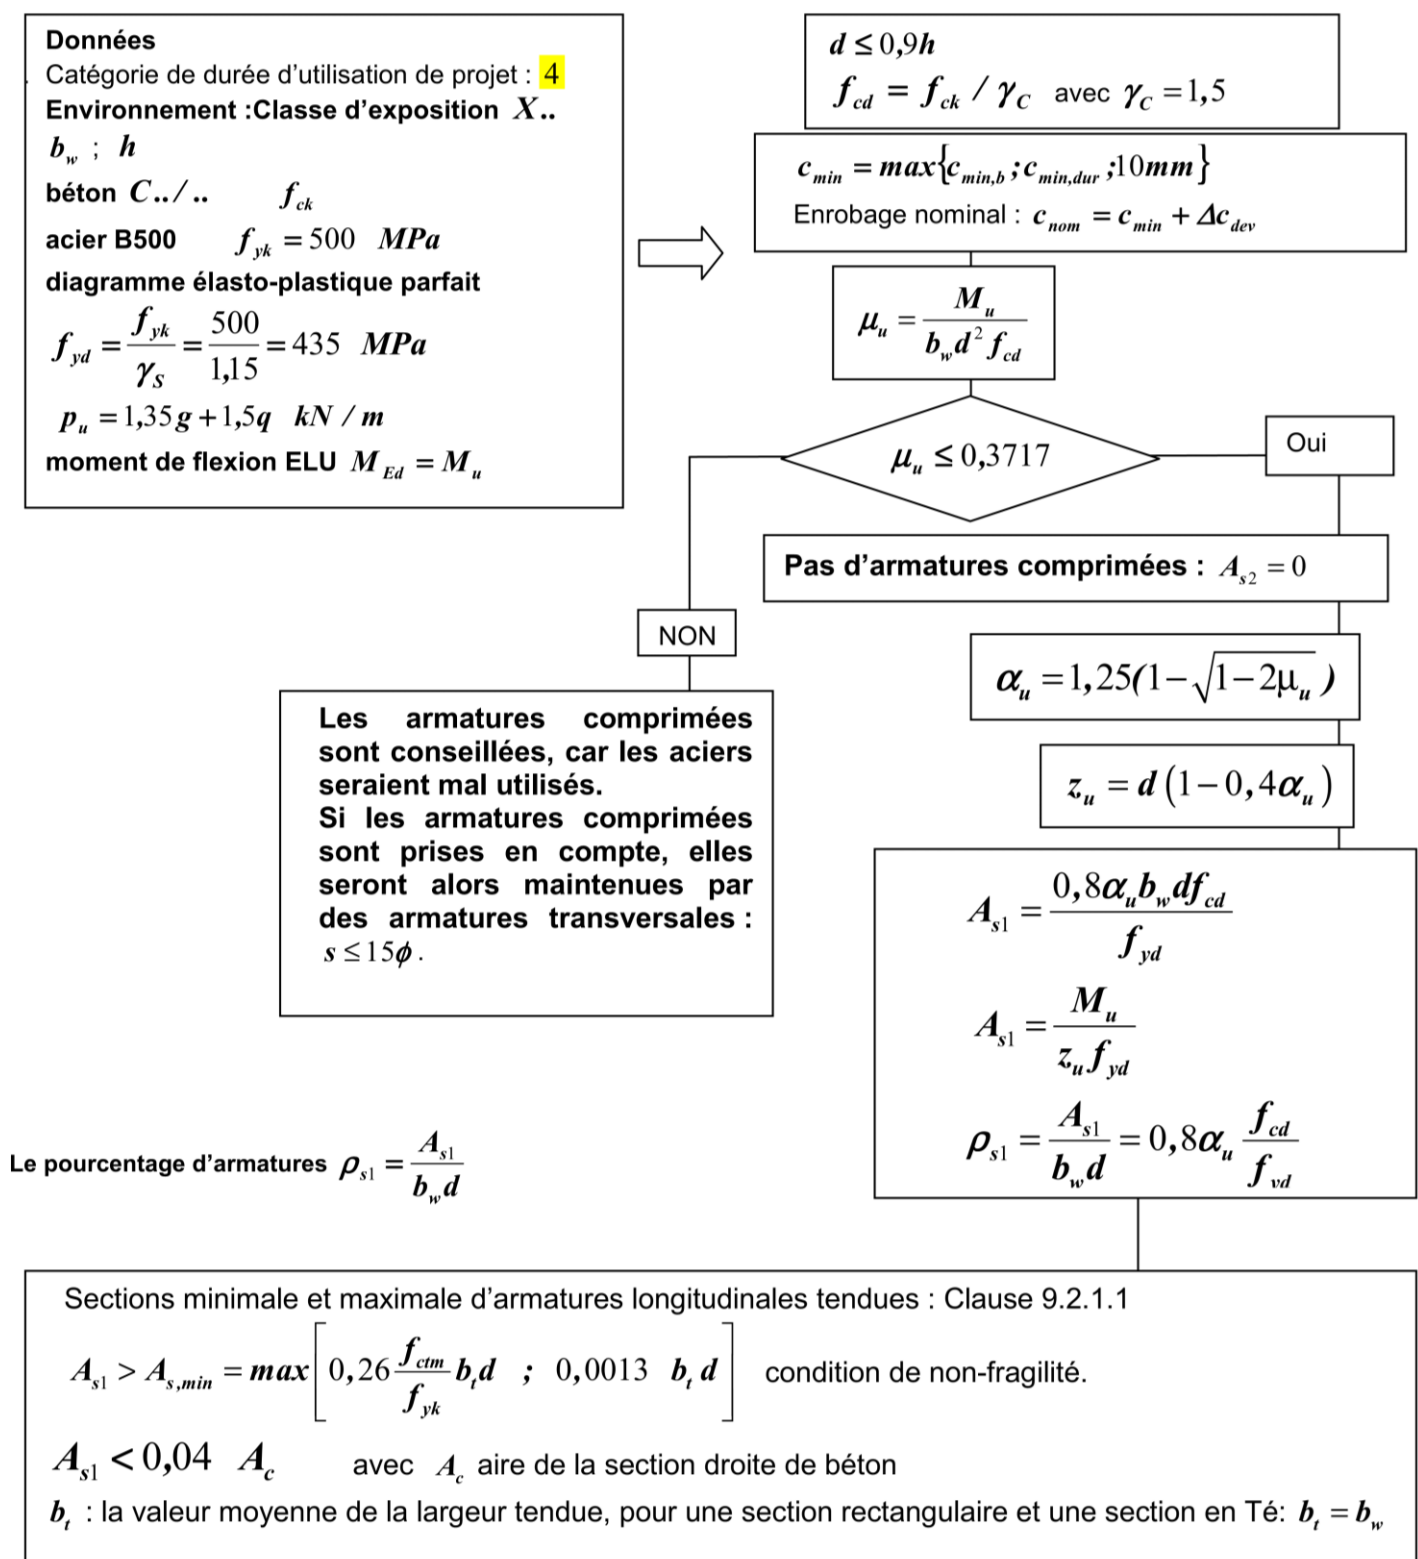 Données
Catégorie de durée d'utilisation de projet : 4
Environnement :Classe d'exposition X..
b_w ; h
béton C../.. f_ck
acier B500 f_yk = 500 MPa
diagramme élasto-plastique parfait
f_yd = f_yk / γ_S = 500 / 1,15 = 435 MPa
p_u = 1,35g + 1,5q kN / m
moment de flexion ELU M_Ed = M_u
d ≤ 0,9h
f_cd = f_ck / γ_C avec γ_C = 1,5
c_min = max{c_min,b ; c_min,dur ; 10mm}
Enrobage nominal : c_nom = c_min + Δc_dev
μ_u = M_u / (b_w d² f_cd)
μ_u ≤ 0,3717
Oui
Pas d'armatures comprimées : A_s2 = 0
NON
Les armatures comprimées
sont conseillées, car les aciers
seraient mal utilisés.
Si les armatures comprimées
sont prises en compte, elles
seront alors maintenues par
des armatures transversales :
s ≤ 15ϕ.
α_u = 1,25(1 − √(1 − 2μ_u))
z_u = d(1 − 0,4α_u)
A_s1 = 0,8α_u b_w d f_cd / f_yd
A_s1 = M_u / (z_u f_yd)
ρ_s1 = A_s1 / (b_w d) = 0,8α_u f_cd / f_vd
Le pourcentage d'armatures ρ_s1 = A_s1 / (b_w d)
Sections minimale et maximale d'armatures longitudinales tendues : Clause 9.2.1.1
A_s1 > A_s,min = max[0,26 f_ctm / f_yk b_t d ; 0,0013 b_t d] condition de non-fragilité.
A_s1 < 0,04 A_c avec A_c aire de la section droite de béton
b_t : la valeur moyenne de la largeur tendue, pour une section rectangulaire et une section en Té: b_t = b_w